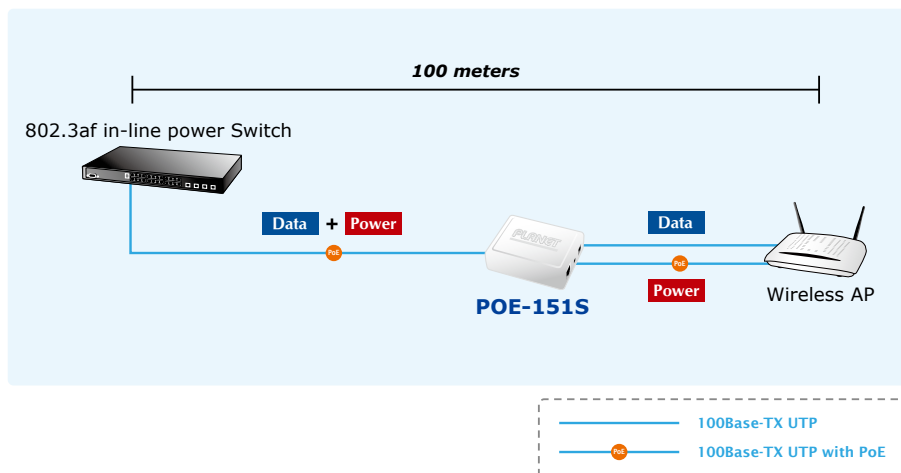 100 meters
802.3af in-line power Switch
Data + Power
Data
PoE
PLANET
PoE
Power
POE-151S
Wireless AP
100Base-TX UTP
PoE
100Base-TX UTP with PoE